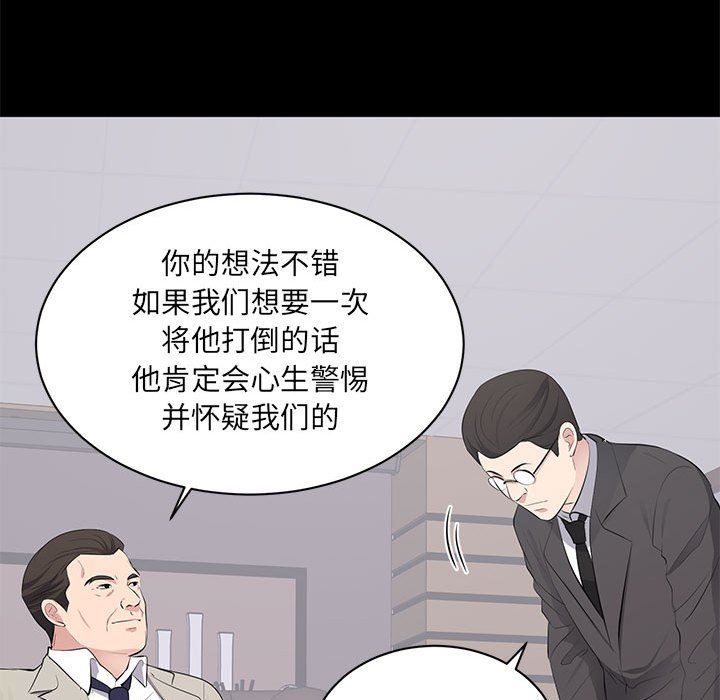 你的想法不错
如果我们想要一次
将他打倒的话
他肯定会心生警惕
并怀疑我们的